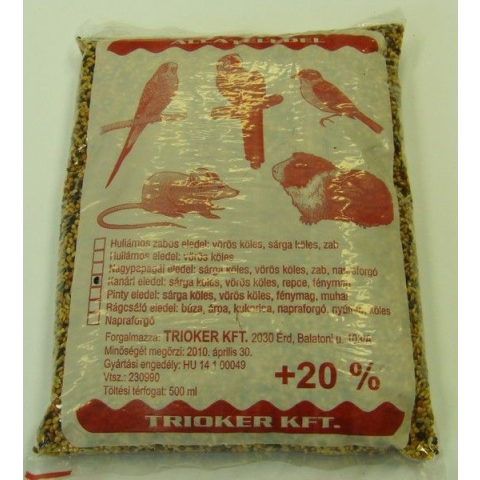 ÁLLATELEDEL
Hullámos zabos eledel: vörös köles, sárga köles, zab
Hullámos eledel: vörös köles
Nagypapagáj eledel: sárga köles, vörös köles, zab, napraforgó
Kanári eledel: sárga köles, vörös köles, repce, fénymag
Pinty eledel: sárga köles, vörös köles, fénymag, muhar
Rágcsáló eledel: búza, árpa, kukorica, napraforgó, köles
Napraforgó
Forgalmazza: TRIOKER KFT. 2030 Érd, Balatoni u.
Minőségét megőrzi: 2010. április 30.
Gyártási engedély: HU 14 1 00049
Vtsz.: 230990
Töltési térfogat: 500 ml
+20 %
TRIOKER KFT.